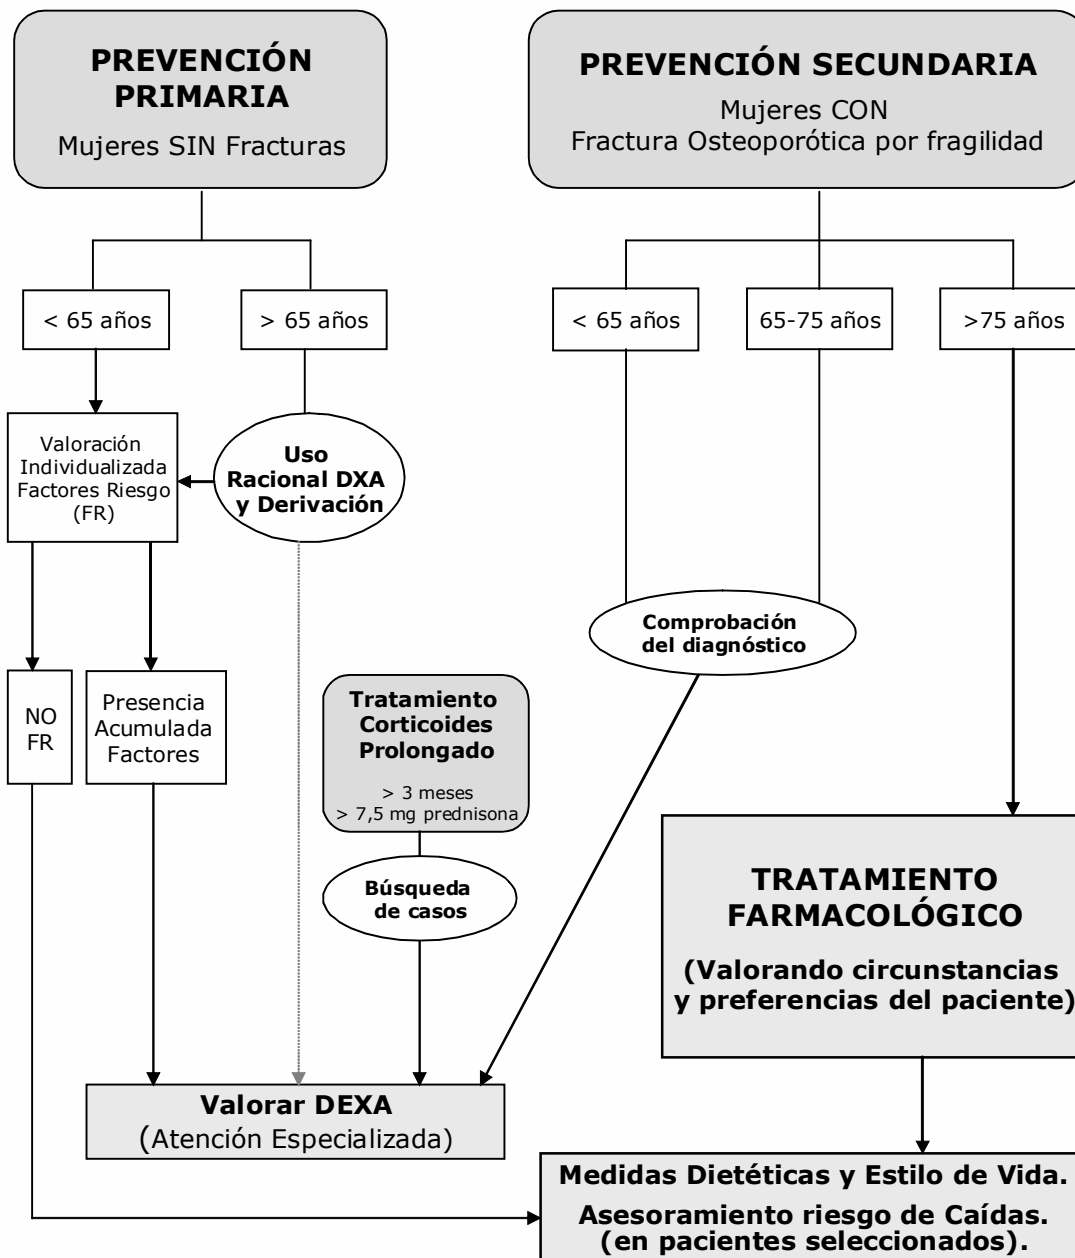 PREVENCIÓN
PRIMARIA
Mujeres SIN Fracturas
PREVENCIÓN SECUNDARIA
Mujeres CON
Fractura Osteoporótica por fragilidad
< 65 años
> 65 años
< 65 años
65-75 años
>75 años
Valoración
Individualizada
Factores Riesgo
(FR)
Uso
Racional DXA
y Derivación
Comprobación
del diagnóstico
NO
FR
Presencia
Acumulada
Factores
Tratamiento
Corticoides
Prolongado
> 3 meses
> 7,5 mg prednisona
Búsqueda
de casos
TRATAMIENTO
FARMACOLÓGICO
(Valorando circunstancias
y preferencias del paciente)
Valorar DEXA
(Atención Especializada)
Medidas Dietéticas y Estilo de Vida.
Asesoramiento riesgo de Caídas.
(en pacientes seleccionados).